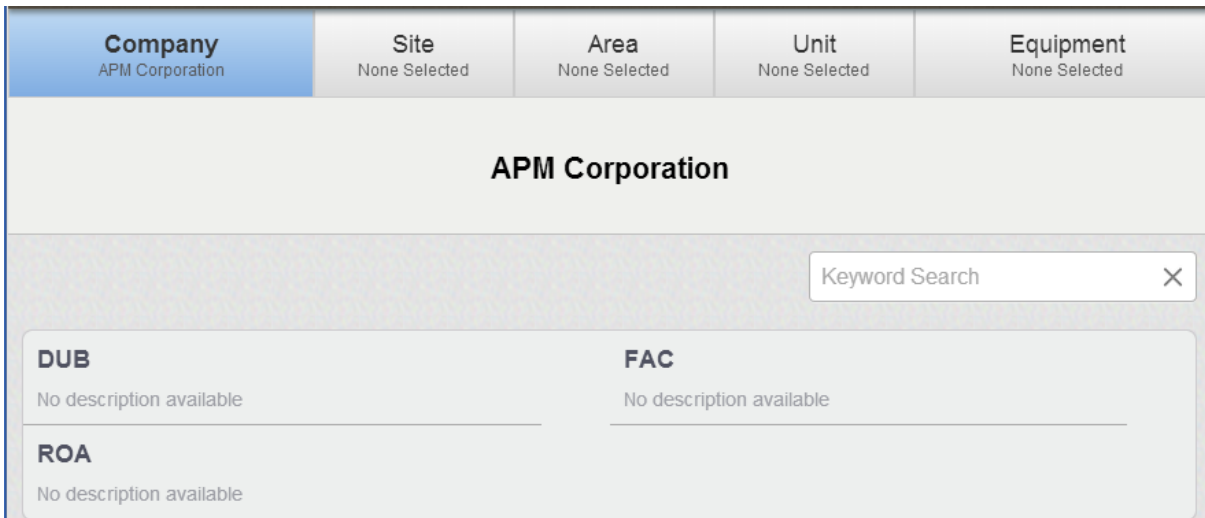 Company Site Area Unit Equipment
APM Corporation None Selected None Selected None Selected None Selected
APM Corporation
Keyword Search
DUB FAC
No description available No description available
ROA
No description available